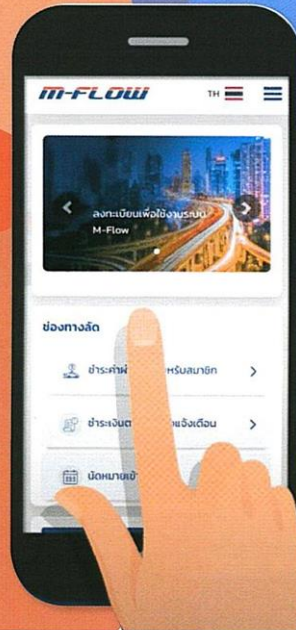 M-FLOW
TH
ลงทะเบียนเพื่อใช้งานระบบ
M-Flow
ช่องทางลัด
ชำระค่าผ่ หรับสมาชิก
ชำระเงินต แจ้งเตือน
นัดหมายเข้